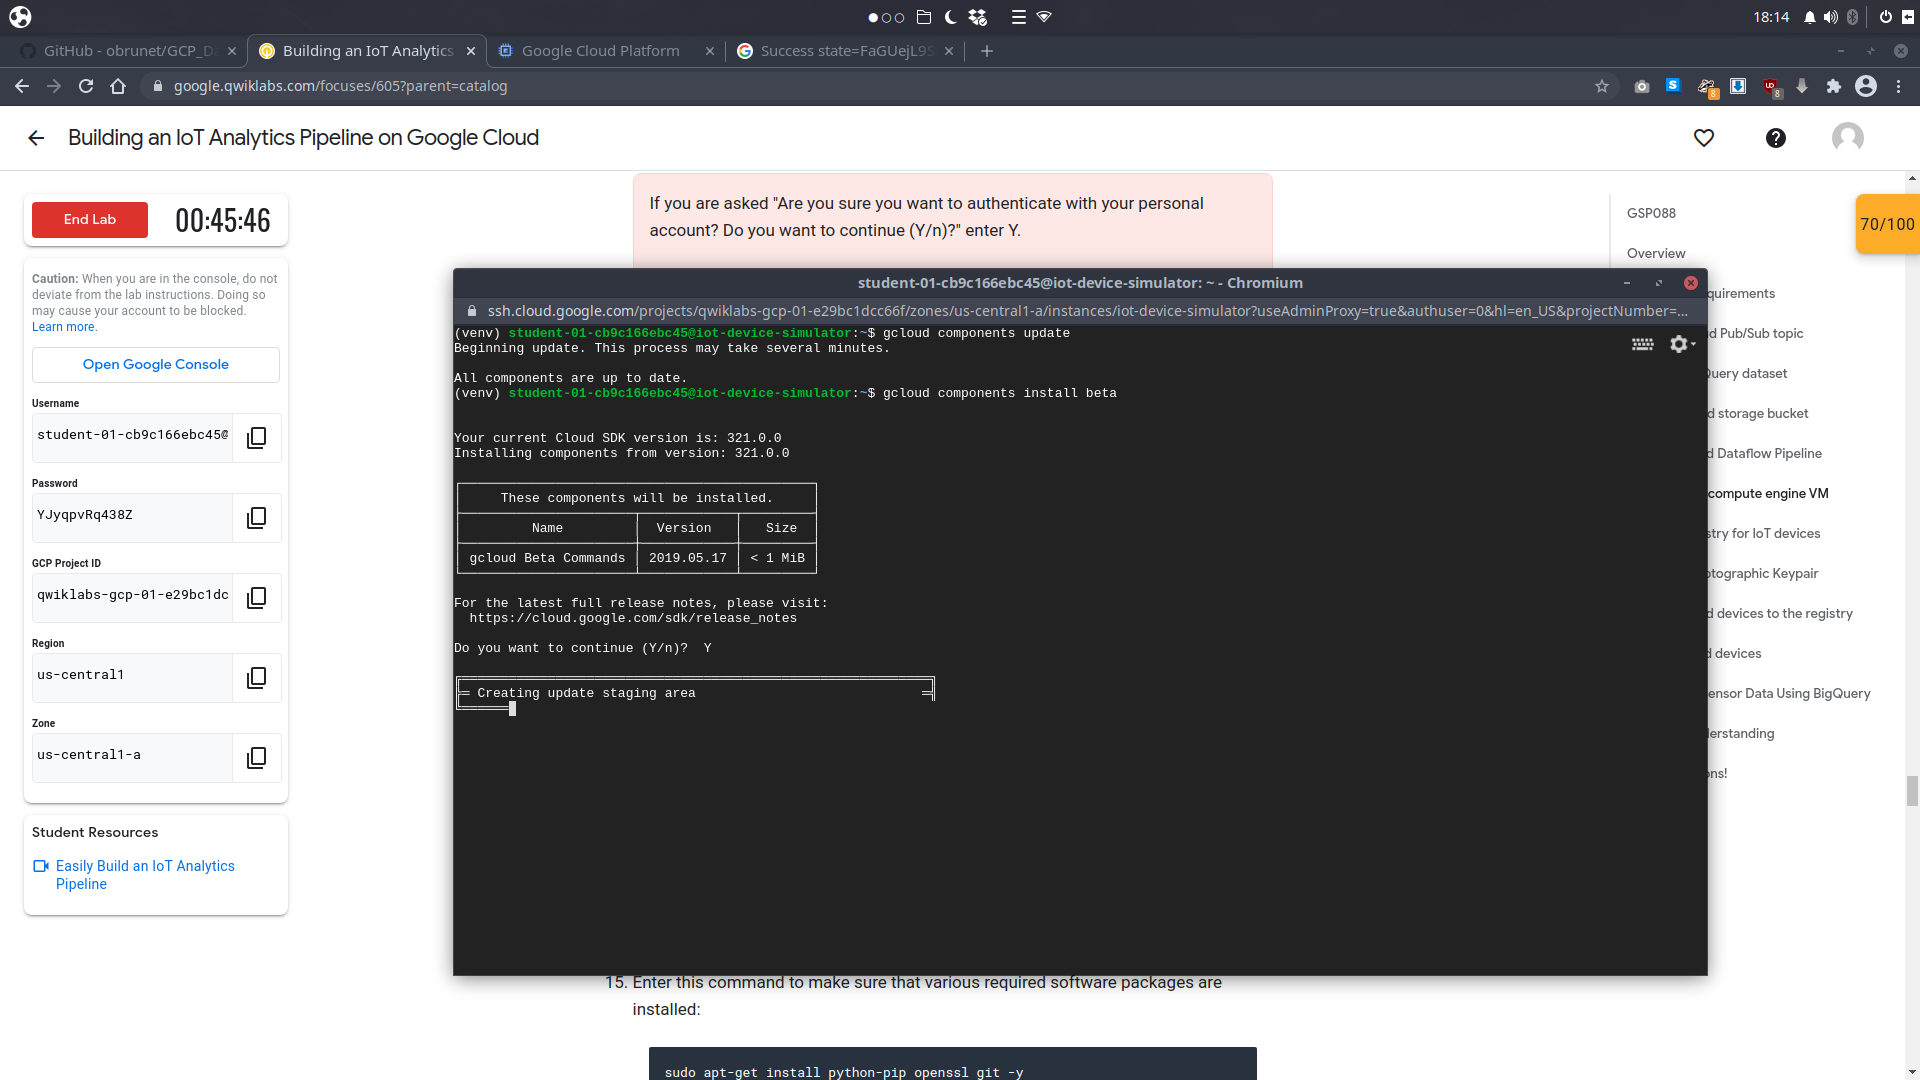 18:14
GitHub - obrunet/GCP_Da
Building an IoT Analytics
Google Cloud Platform
Success state=FaGUejL9S
google.qwiklabs.com/focuses/605?parent=catalog
8
8
Building an IoT Analytics Pipeline on Google Cloud
End Lab
00:45:46
Caution: When you are in the console, do not
deviate from the lab instructions. Doing so
may cause your account to be blocked.
Learn more.
Open Google Console
Username
student-01-cb9c166ebc45@
Password
YJyqpvRq438Z
GCP Project ID
qwiklabs-gcp-01-e29bc1dc
Region
us-central1
Zone
us-central1-a
Student Resources
Easily Build an IoT Analytics
Pipeline
If you are asked "Are you sure you want to authenticate with your personal
account? Do you want to continue (Y/n)?" enter Y.
student-01-cb9c166ebc45@iot-device-simulator: ~ - Chromium
ssh.cloud.google.com/projects/qwiklabs-gcp-01-e29bc1dcc66f/zones/us-central1-a/instances/iot-device-simulator?useAdminProxy=true&authuser=0&hl=en_US&projectNumber=...
(venv) student-01-cb9c166ebc45@iot-device-simulator:~$ gcloud components update
Beginning update. This process may take several minutes.
All components are up to date.
(venv) student-01-cb9c166ebc45@iot-device-simulator:~$ gcloud components install beta
Your current Cloud SDK version is: 321.0.0
Installing components from version: 321.0.0
These components will be installed.
Name Version Size
gcloud Beta Commands 2019.05.17 < 1 MiB
For the latest full release notes, please visit:
https://cloud.google.com/sdk/release_notes
Do you want to continue (Y/n)? Y
Creating update staging area
15. Enter this command to make sure that various required software packages are
installed:
sudo apt-get install python-pip openssl git -y
GSP088
Overview
quirements
d Pub/Sub topic
Query dataset
d storage bucket
d Dataflow Pipeline
compute engine VM
stry for IoT devices
ptographic Keypair
d devices to the registry
d devices
ensor Data Using BigQuery
derstanding
ons!
70/100